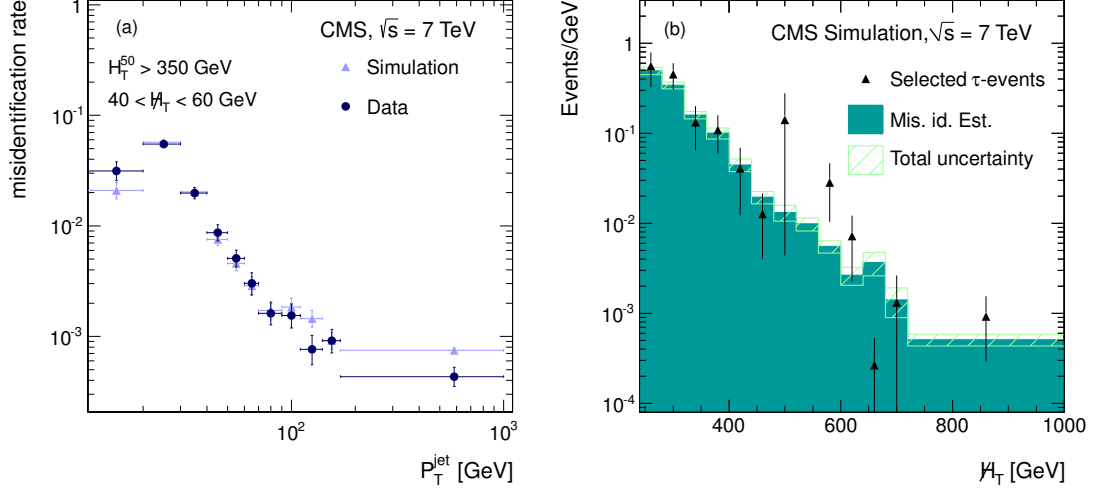 (a)
CMS, √s = 7 TeV
H_T^50 > 350 GeV
40 < H̸_T < 60 GeV
Simulation
Data
misidentification rate
1
10^-1
10^-2
10^-3
10^2
10^3
P_T^jet [GeV]
(b)
CMS Simulation,√s = 7 TeV
Selected τ-events
Mis. id. Est.
Total uncertainty
Events/GeV
1
10^-1
10^-2
10^-3
10^-4
400
600
800
1000
H̸_T [GeV]